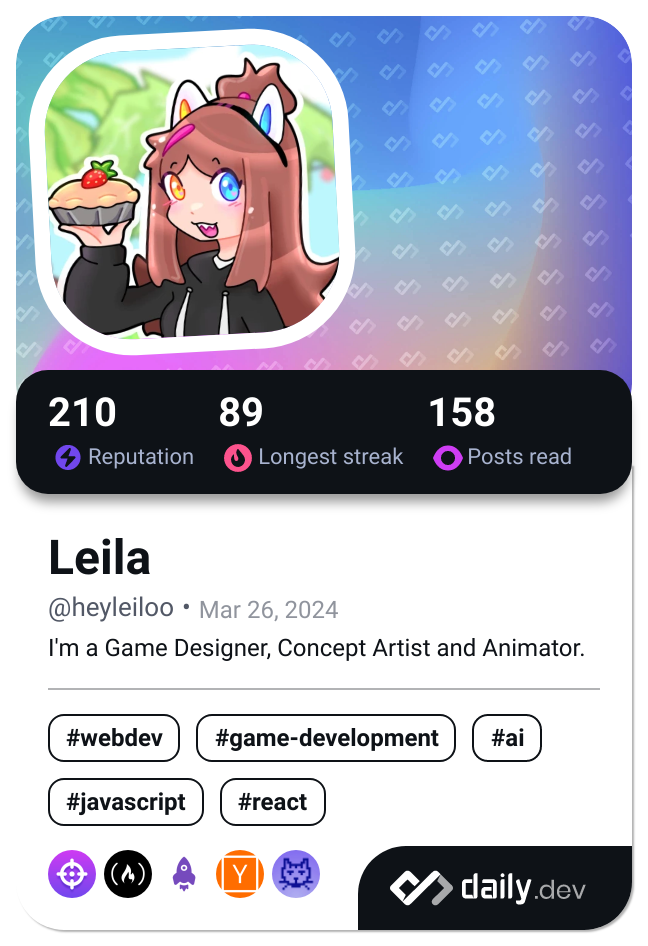 210 89 158
Reputation Longest streak Posts read
Leila
@heyleiloo • Mar 26, 2024
I'm a Game Designer, Concept Artist and Animator.
#webdev #game-development #ai
#javascript #react
Y
daily.dev